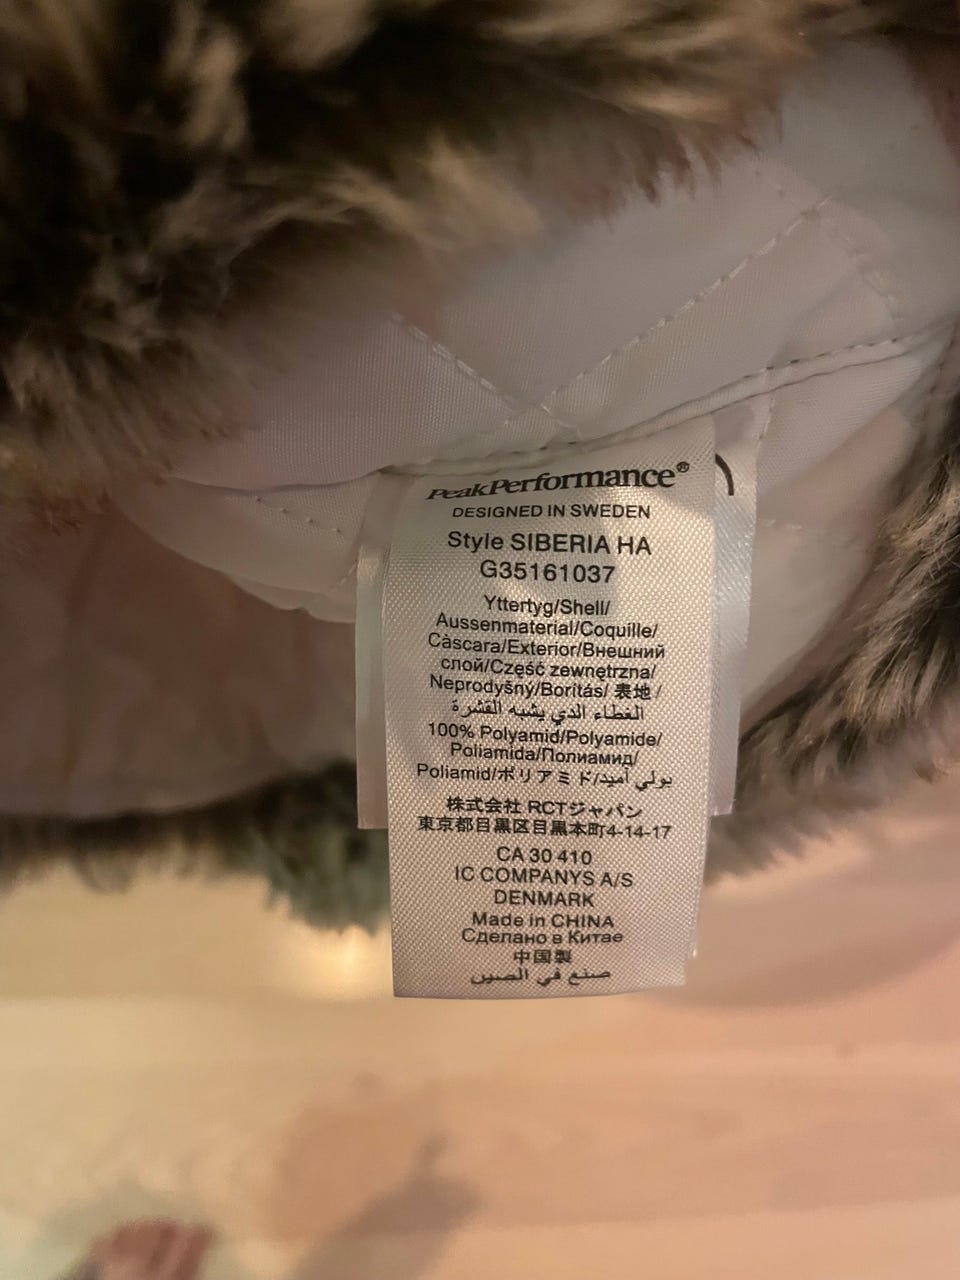 PeakPerformance®
DESIGNED IN SWEDEN
Style SIBERIA HA
G35161037
Yttertyg/Shell/
Aussenmaterial/Coquille/
Càscara/Exterior/Внешний
слой/Część zewnętrzna/
Neprodyšný/Borítás/ 表地 /
الغطاء الذي يشبه القشرة
100% Polyamid/Polyamide/
Poliamida/Полиамид/
Poliamid/ポリアミド/بولي أميد
株式会社 RCTジャパン
東京都目黒区目黒本町4-14-17
CA 30 410
IC COMPANYS A/S
DENMARK
Made in CHINA
Сделано в Китае
中国製
صنع في الصين